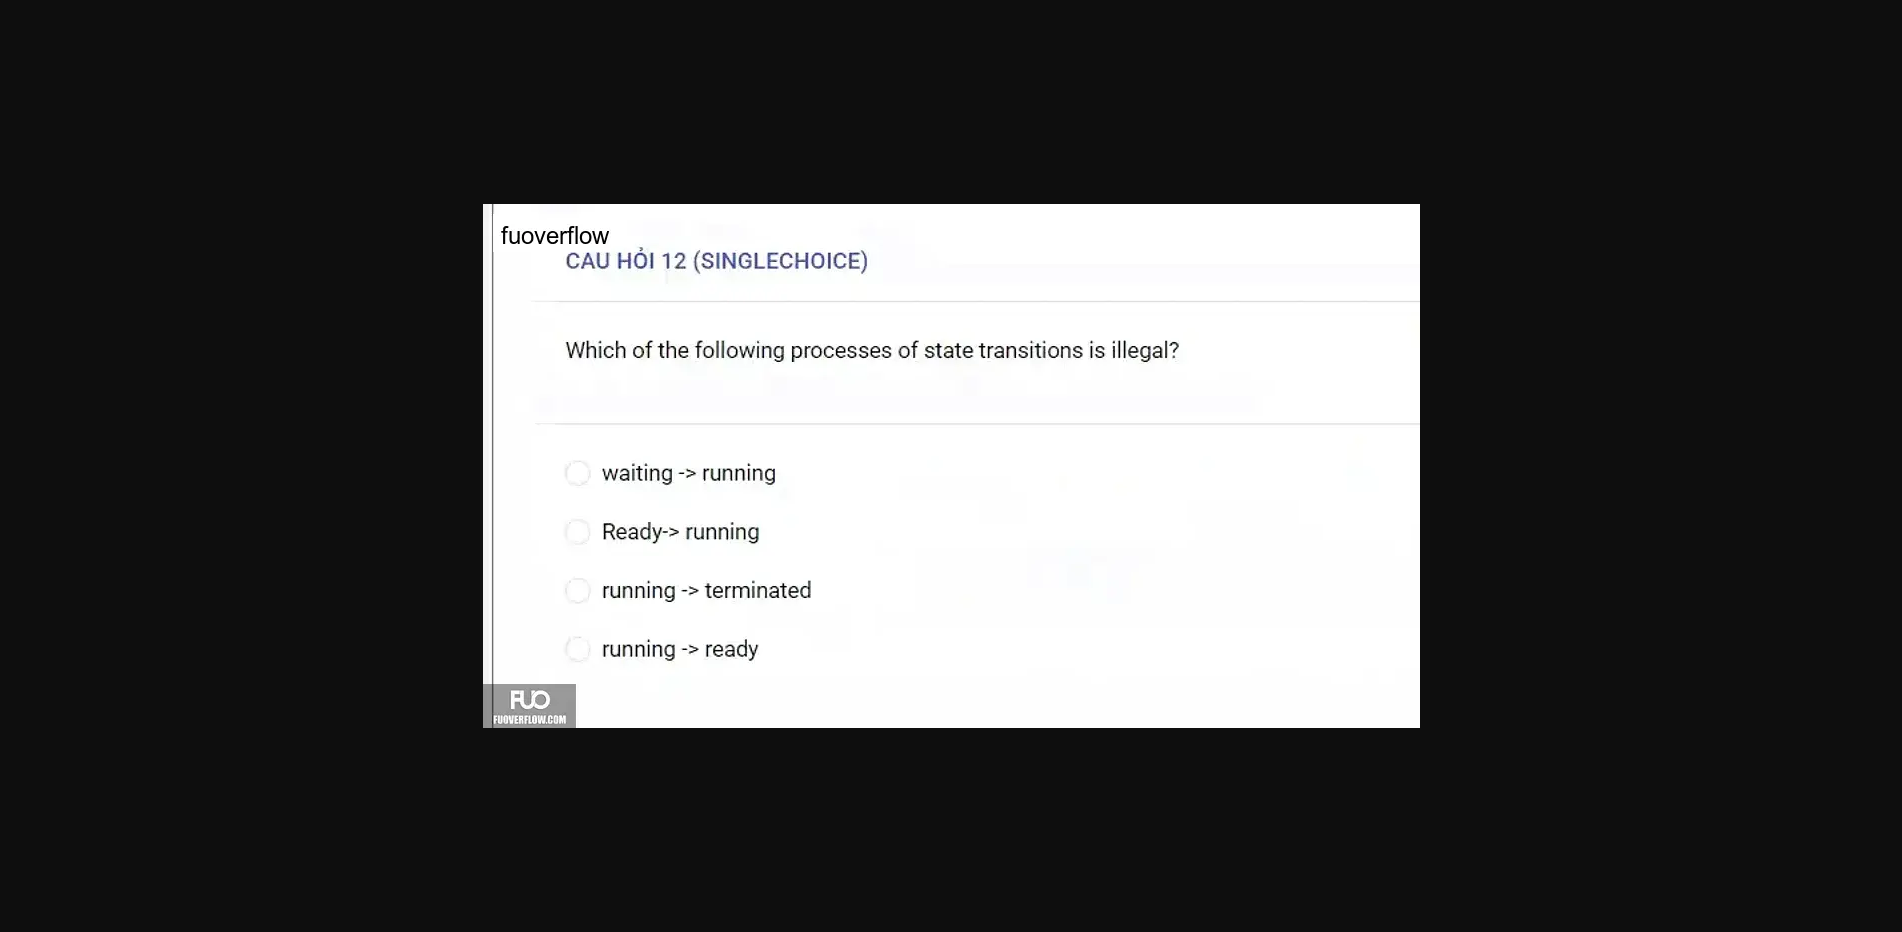 fuoverflow
CAU HỎI 12 (SINGLECHOICE)
Which of the following processes of state transitions is illegal?
waiting -> running
Ready-> running
running -> terminated
running -> ready
FUO
FUOVERFLOW.COM